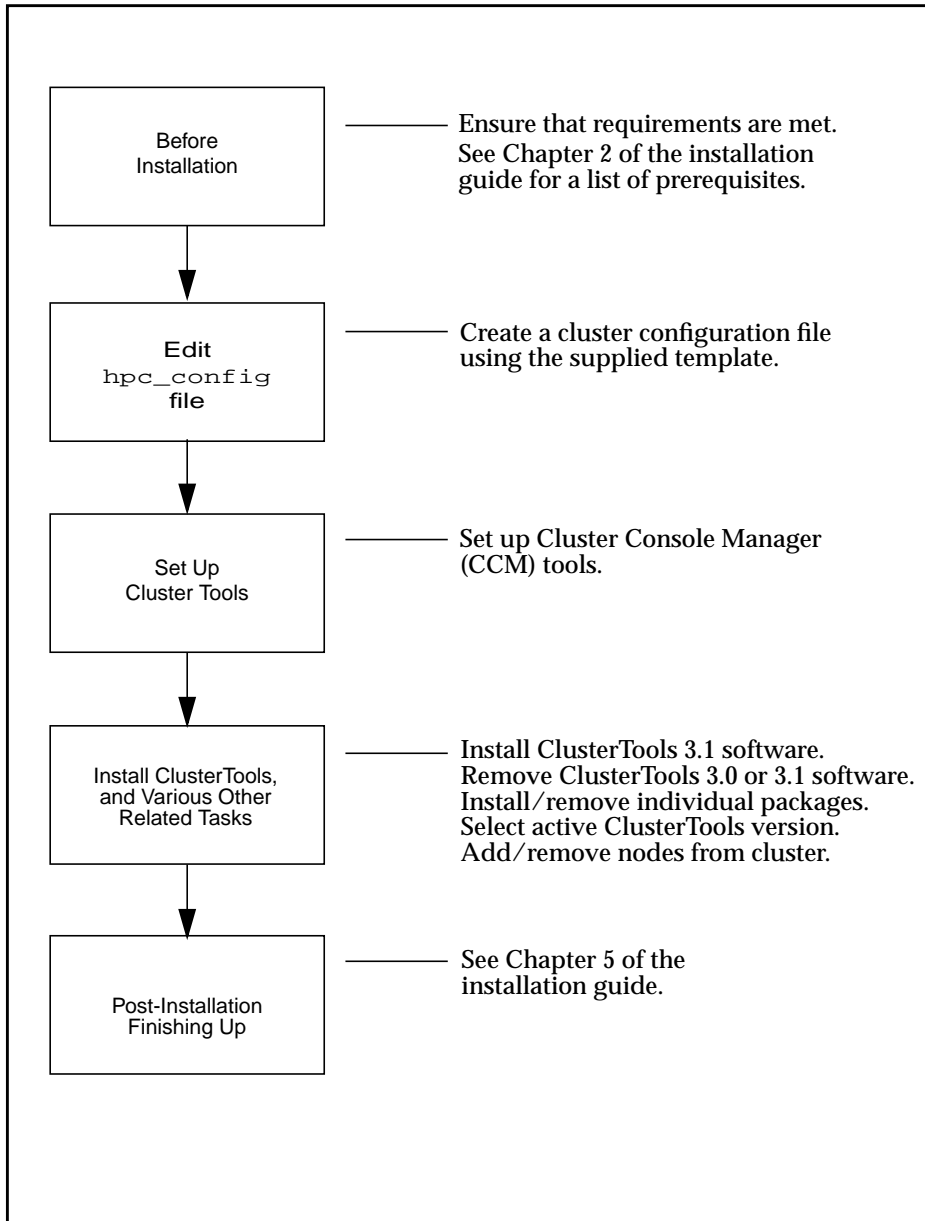 Before
Installation
Ensure that requirements are met.
See Chapter 2 of the installation
guide for a list of prerequisites.
Edit
hpc_config
file
Create a cluster configuration file
using the supplied template.
Set Up
Cluster Tools
Set up Cluster Console Manager
(CCM) tools.
Install ClusterTools,
and Various Other
Related Tasks
Install ClusterTools 3.1 software.
Remove ClusterTools 3.0 or 3.1 software.
Install/remove individual packages.
Select active ClusterTools version.
Add/remove nodes from cluster.
Post-Installation
Finishing Up
See Chapter 5 of the
installation guide.